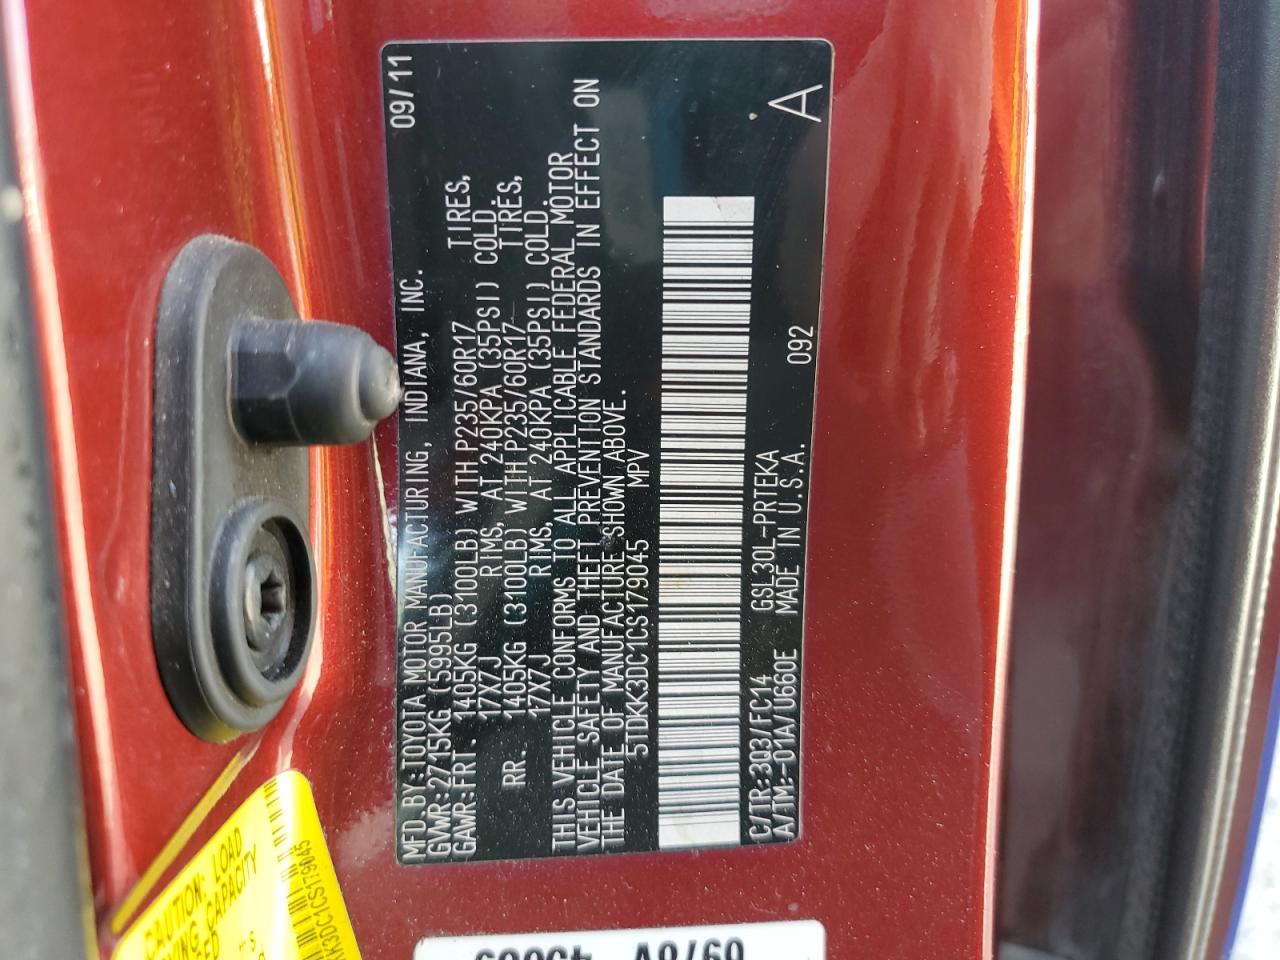 MFD.BY:TOYOTA MOTOR MANUFACTURING, INDIANA, INC. 09/11
GVWR:2715KG (5995LB)
GAWR:FRT. 1405KG (3100LB) WITH P235/60R17 TIRES,
17X7J RIMS, AT 240KPA (35PSI) COLD.
RR. 1405KG (3100LB) WITH P235/60R17 TIRES,
17X7J RIMS, AT 240KPA (35PSI) COLD.
THIS VEHICLE CONFORMS TO ALL APPLICABLE FEDERAL MOTOR
VEHICLE SAFETY AND THEFT PREVENTION STANDARDS IN EFFECT ON
THE DATE OF MANUFACTURE SHOWN ABOVE.
5TDKK3DC1CS179045 MPV
C/TR:3Q3/FC14 GSL30L-PRTEKA
A/TM:-01A/U660E MADE IN U.S.A. 092 A
CAUTION: LOAD
CAPACITY